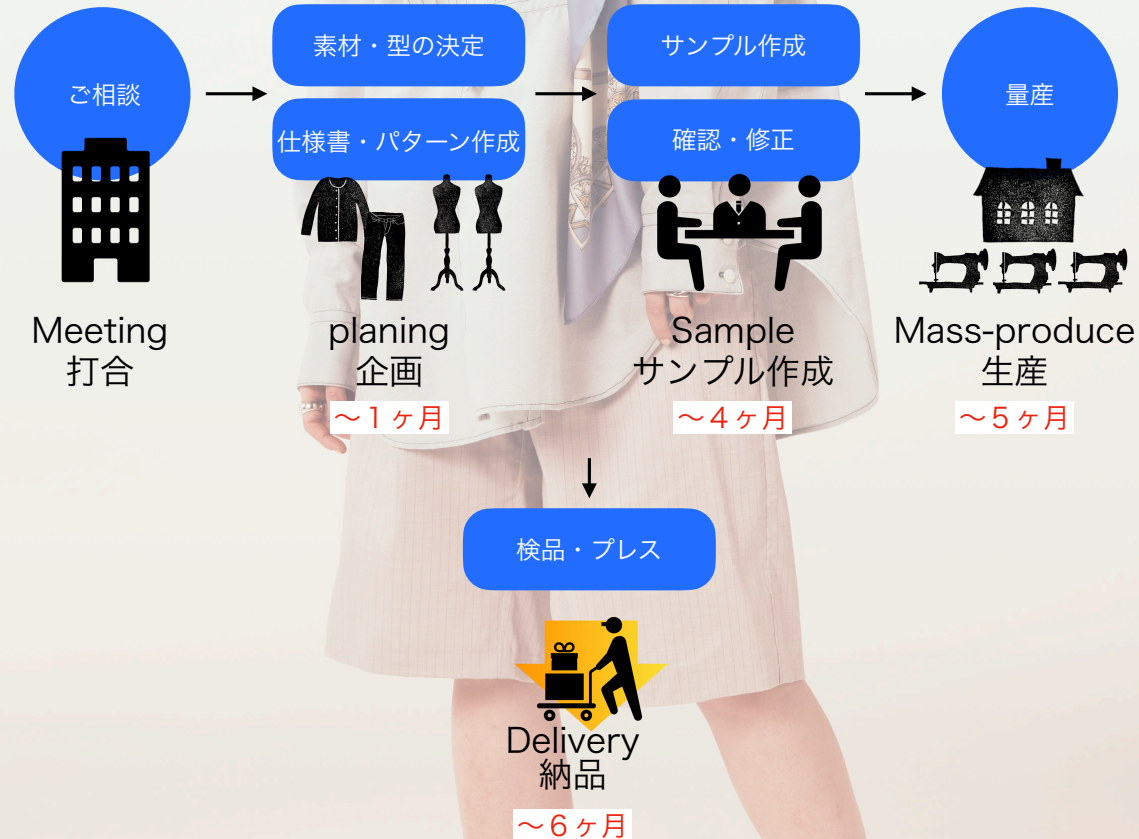 ご相談
素材・型の決定
仕様書・パターン作成
サンプル作成
確認・修正
量産
Meeting
打合
planing
企画
〜１ヶ月
Sample
サンプル作成
〜４ヶ月
Mass-produce
生産
〜５ヶ月
検品・プレス
Delivery
納品
〜６ヶ月